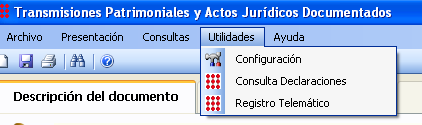 Transmisiones Patrimoniales y Actos Jurídicos Documentados
Archivo Presentación Consultas Utilidades Ayuda
Configuración
Consulta Declaraciones
Registro Telemático
Descripción del documento